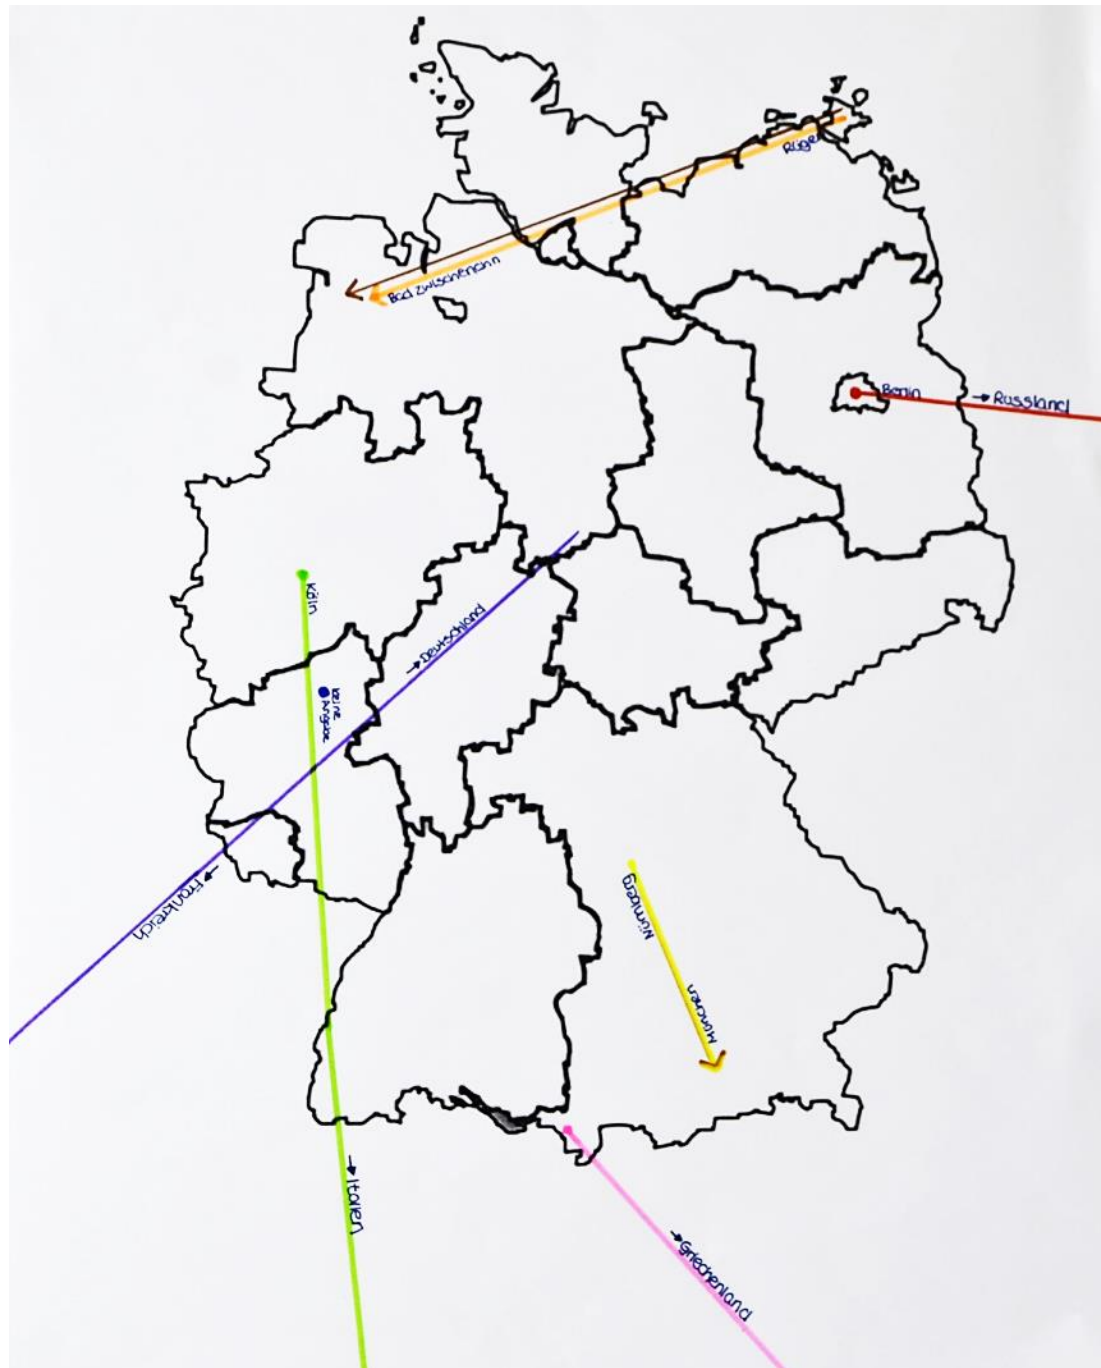 Rügen
Bad Zwischenahn
Berlin
→ Russland
Köln
→ Deutschland
keine
Angabe
→ Frankreich
Nürnberg
München
→ Italien
→ Griechenland